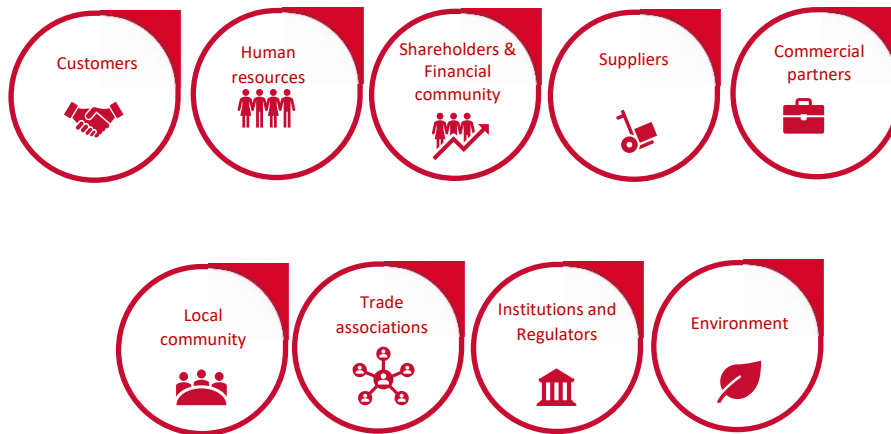 Customers
Human
resources
Shareholders &
Financial
community
Suppliers
Commercial
partners
Local
community
Trade
associations
Institutions and
Regulators
Environment